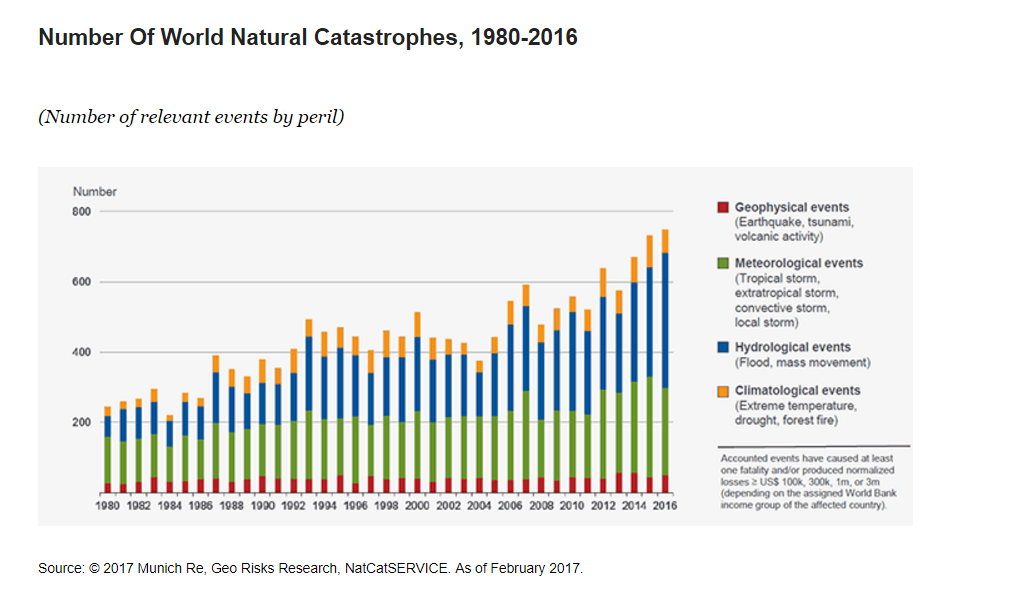 Number Of World Natural Catastrophes, 1980-2016
(Number of relevant events by peril)
Number
800
600
400
200
1980 1982 1984 1986 1988 1990 1992 1994 1996 1998 2000 2002 2004 2006 2008 2010 2012 2014 2016
Geophysical events
(Earthquake, tsunami,
volcanic activity)
Meteorological events
(Tropical storm,
extratropical storm,
convective storm,
local storm)
Hydrological events
(Flood, mass movement)
Climatological events
(Extreme temperature,
drought, forest fire)
Accounted events have caused at least
one fatality and/or produced normalized
losses ≥ US$ 100k, 300k, 1m, or 3m
(depending on the assigned World Bank
income group of the affected country).
Source: © 2017 Munich Re, Geo Risks Research, NatCatSERVICE. As of February 2017.